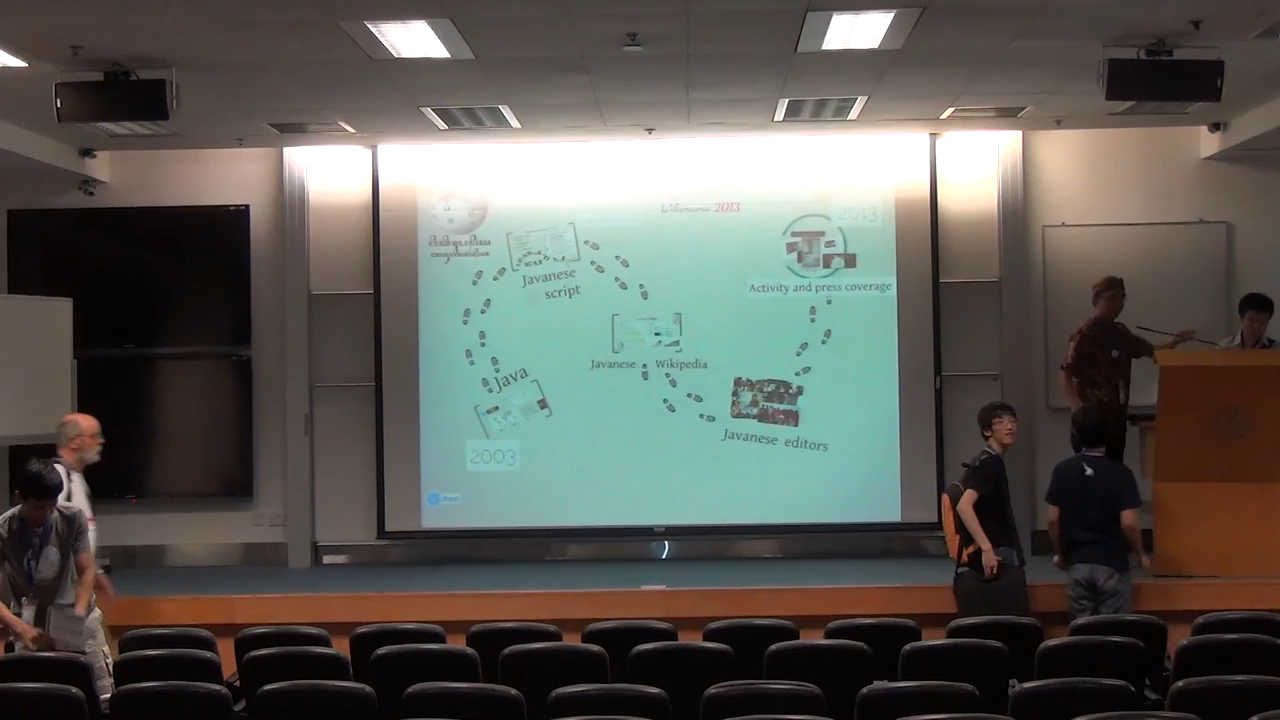 Wikimania 2013
2013
Javanese
script
Activity and press coverage
Javanese Wikipedia
Java
Javanese editors
2003